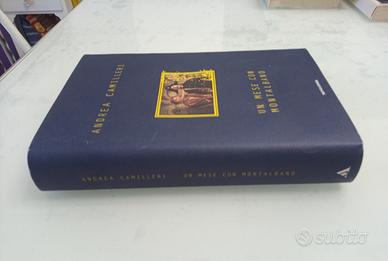 ANDREA CAMILLERI
UN MESE CON
MONTALBANO
ANDREA CAMILLERI UN MESE CON MONTALBANO
subito